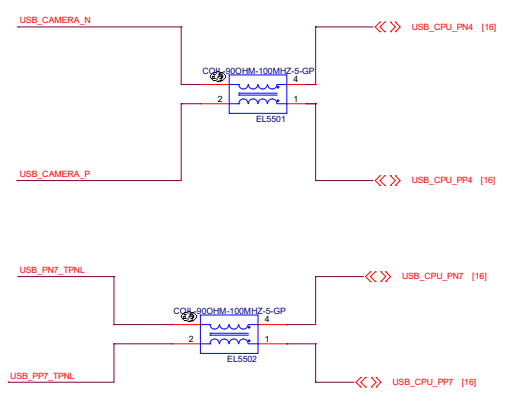 USB_CAMERA_N
USB_CPU_PN4 [16]
COIL-90OHM-100MHZ-5-GP
4
2
1
EL5501
USB_CAMERA_P
USB_CPU_PP4 [16]
USB_PN7_TPNL
USB_CPU_PN7 [16]
COIL-90OHM-100MHZ-5-GP
4
2
1
EL5502
USB_PP7_TPNL
USB_CPU_PP7 [16]